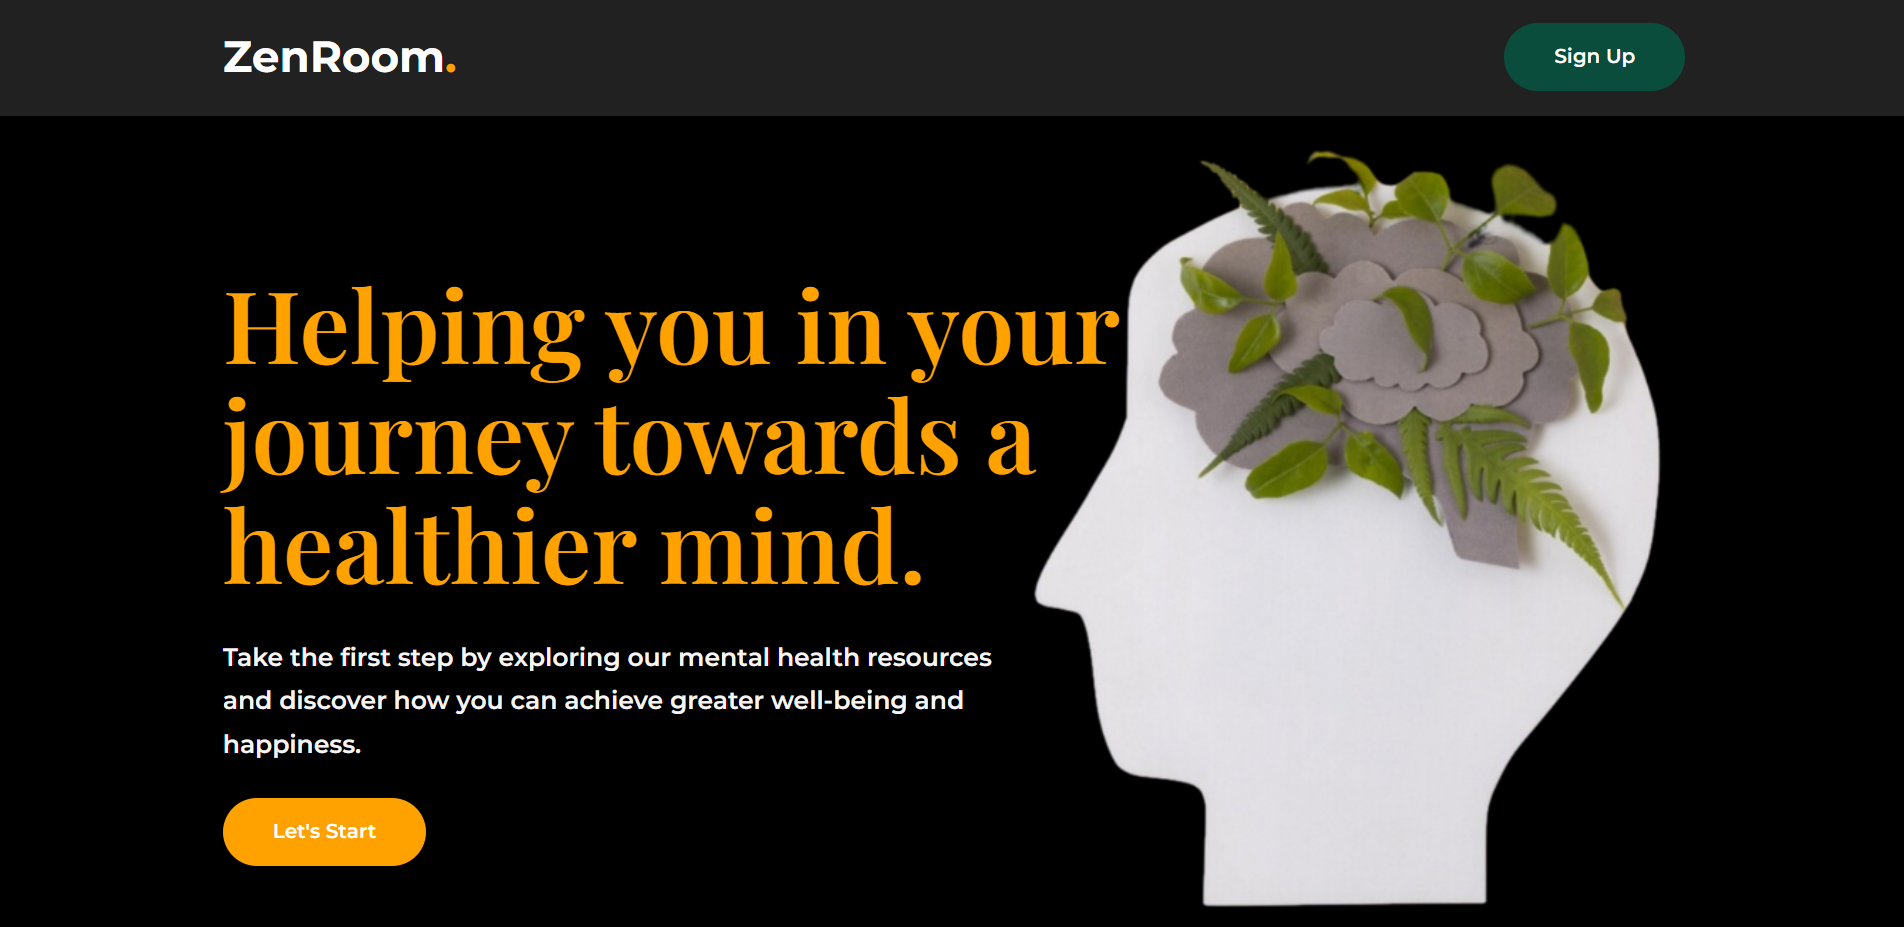 ZenRoom.
Sign Up
Helping you in your
journey towards a
healthier mind.
Take the first step by exploring our mental health resources
and discover how you can achieve greater well-being and
happiness.
Let's Start